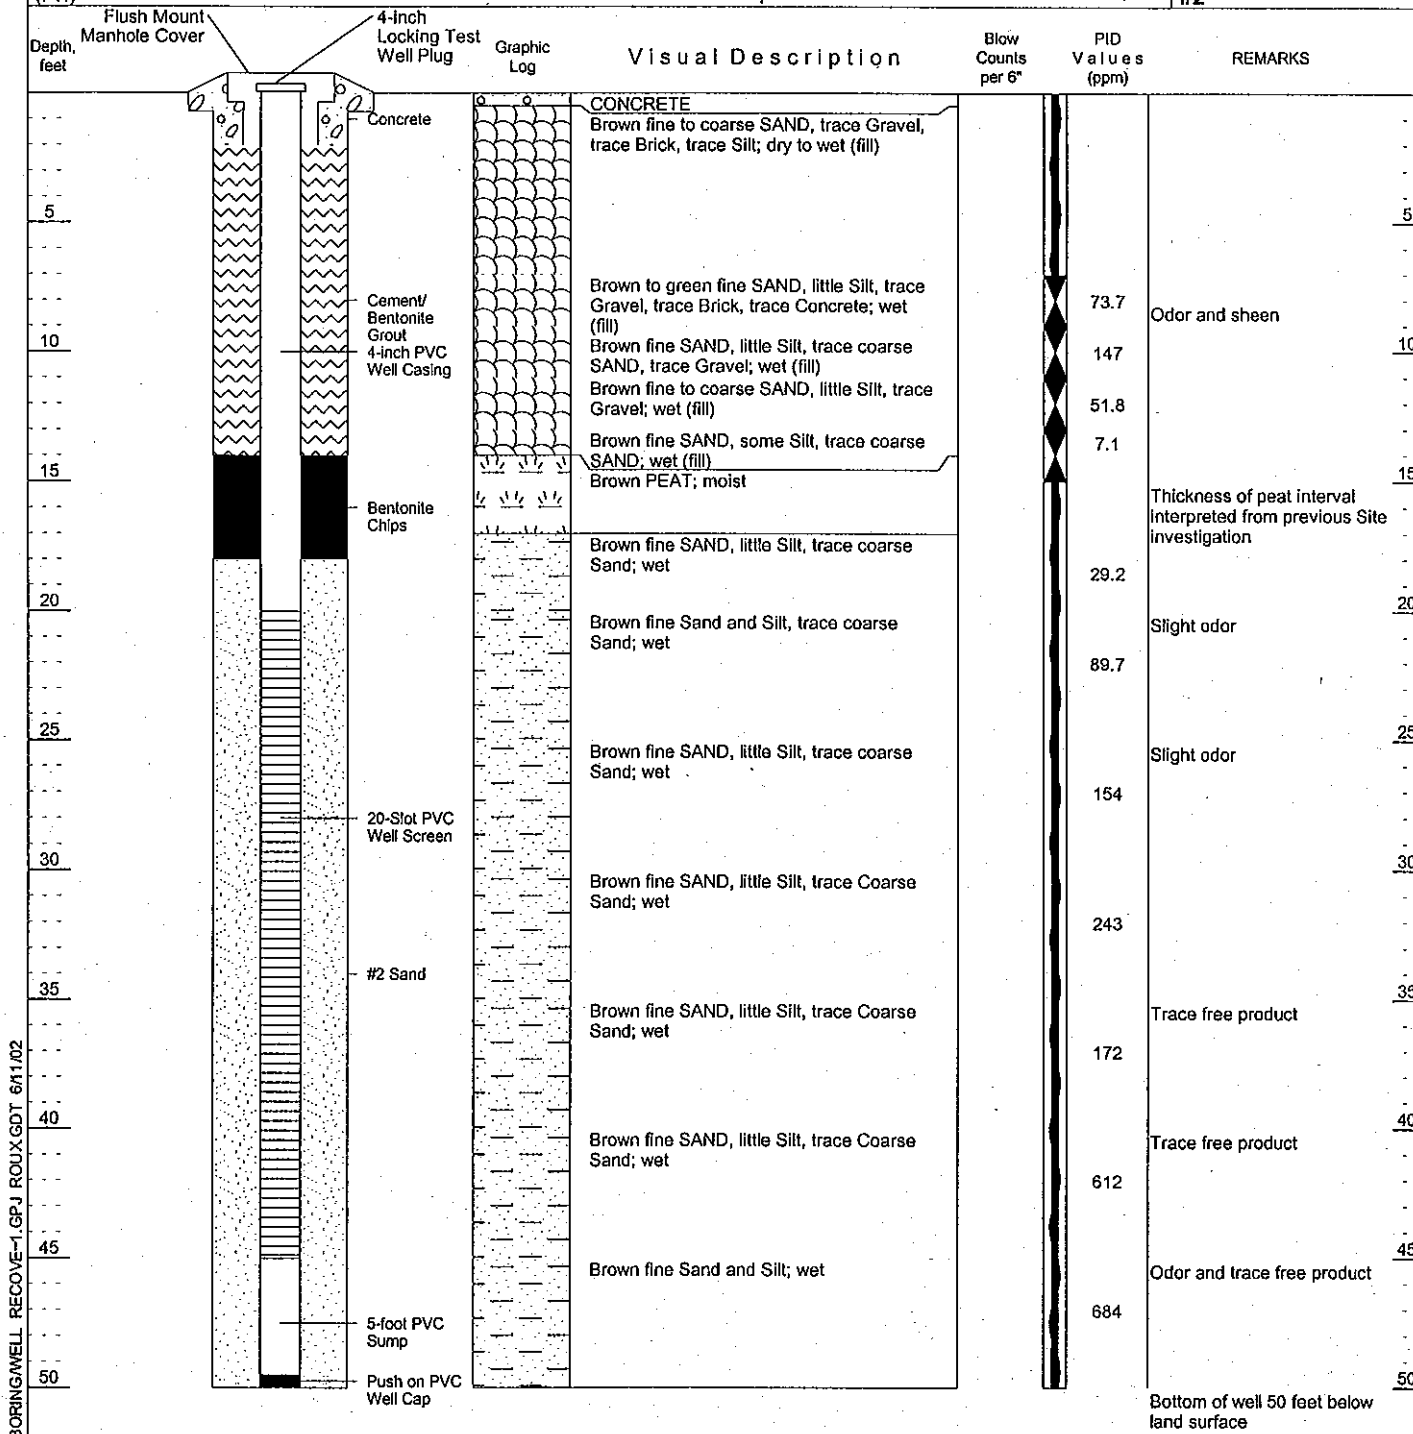 1/2
Flush Mount
Manhole Cover
4-inch
Locking Test
Well Plug
Depth,
feet
Graphic
Log
Visual Description
Blow
Counts
per 6"
PID
Values
(ppm)
REMARKS
Concrete
CONCRETE
Brown fine to coarse SAND, trace Gravel,
trace Brick, trace Silt; dry to wet (fill)
5
5
Cement/
Bentonite
Grout
Brown to green fine SAND, little Silt, trace
Gravel, trace Brick, trace Concrete; wet
(fill)
73.7
Odor and sheen
10
4-inch PVC
Well Casing
Brown fine SAND, little Silt, trace coarse
SAND, trace Gravel; wet (fill)
147
10
Brown fine to coarse SAND, little Silt, trace
Gravel; wet (fill)
51.8
Brown fine SAND, some Silt, trace coarse
SAND; wet (fill)
7.1
15
Brown PEAT; moist
15
Bentonite
Chips
Thickness of peat interval
interpreted from previous Site
investigation
Brown fine SAND, little Silt, trace coarse
Sand; wet
29.2
20
20
Brown fine Sand and Silt, trace coarse
Sand; wet
Slight odor
89.7
25
25
Brown fine SAND, little Silt, trace coarse
Sand; wet
Slight odor
154
20-Slot PVC
Well Screen
30
30
Brown fine SAND, little Silt, trace Coarse
Sand; wet
243
#2 Sand
35
35
Brown fine SAND, little Silt, trace Coarse
Sand; wet
Trace free product
172
40
40
Brown fine SAND, little Silt, trace Coarse
Sand; wet
Trace free product
612
45
45
Brown fine Sand and Silt; wet
Odor and trace free product
684
5-foot PVC
Sump
50
Push on PVC
Well Cap
50
Bottom of well 50 feet below
land surface
BORING/WELL RECOVE~1.GPJ ROUX.GDT 6/11/02